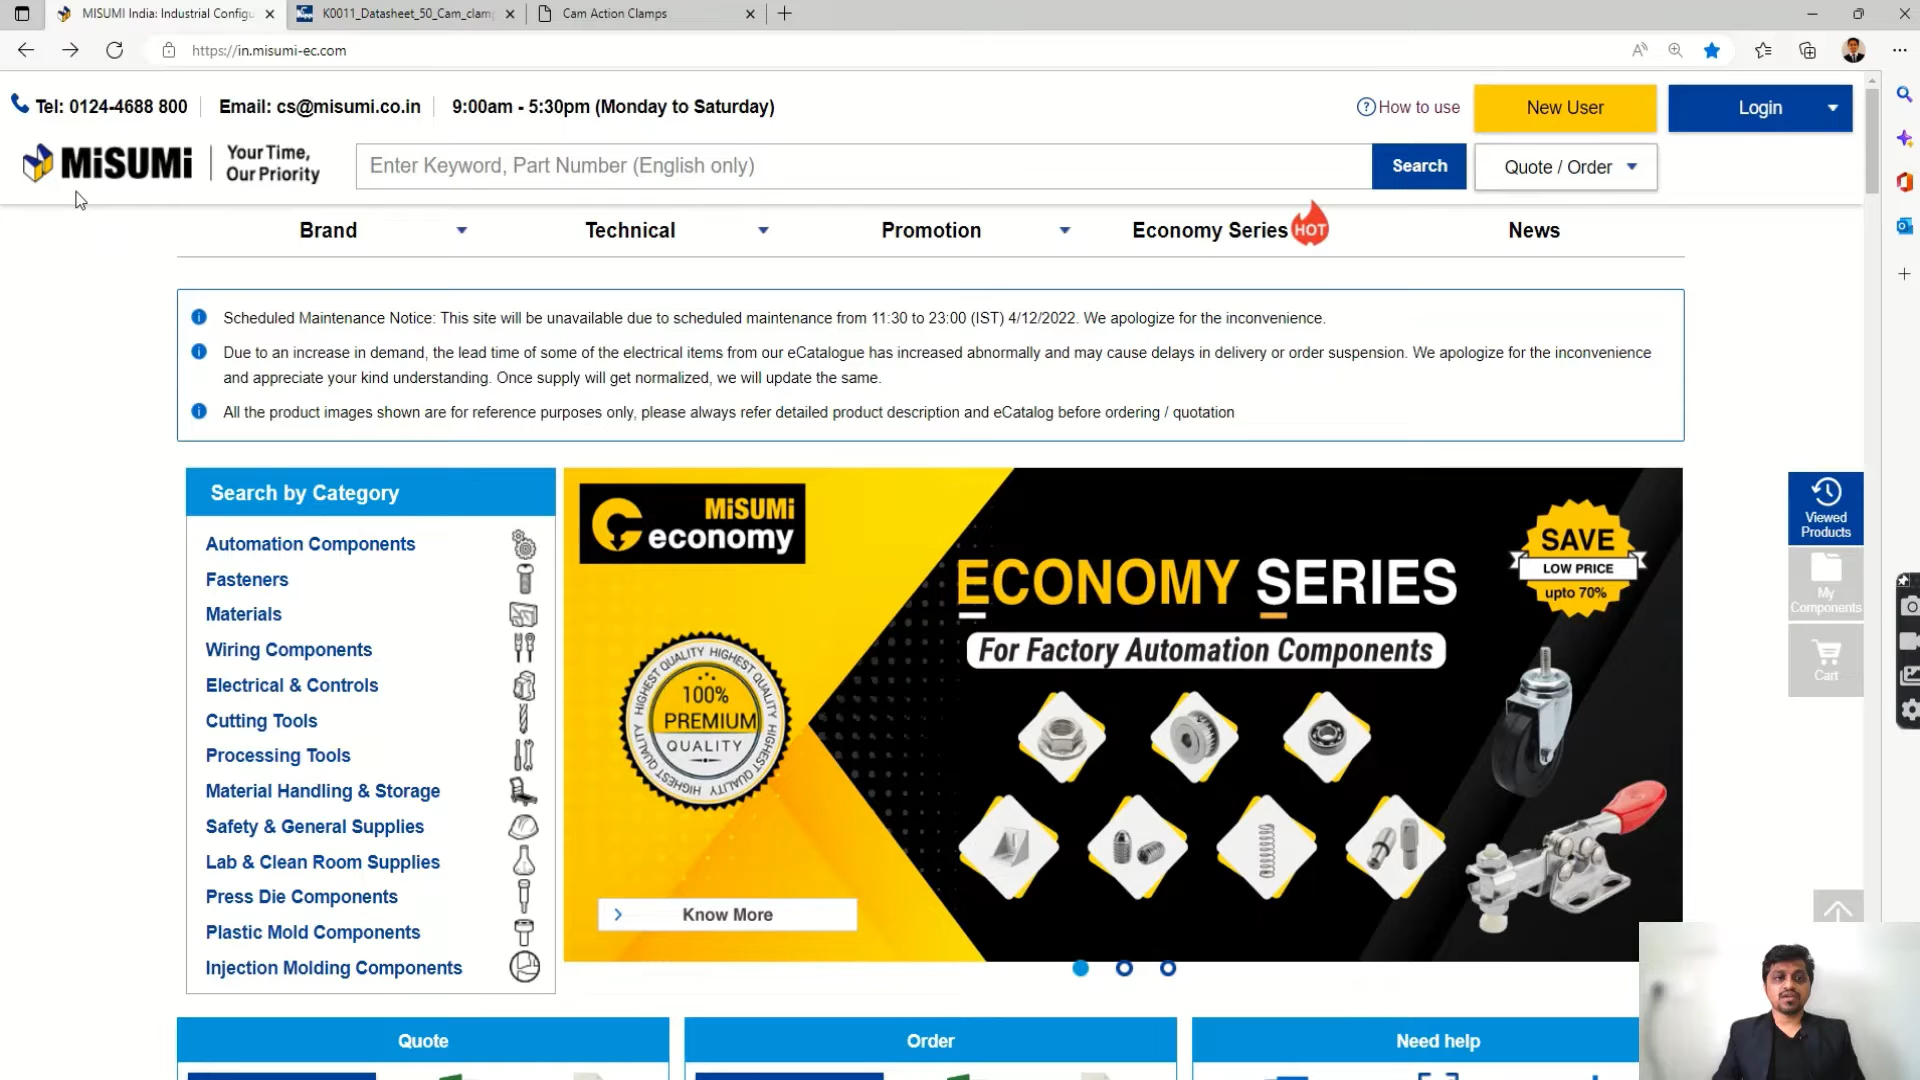 MISUMI India: Industrial Configu
K0011_Datasheet_50_Cam_clam
Cam Action Clamps
https://in.misumi-ec.com
Tel: 0124-4688 800
Email: cs@misumi.co.in
9:00am - 5:30pm (Monday to Saturday)
How to use
New User
Login
MiSUMi
Your Time,
Our Priority
Enter Keyword, Part Number (English only)
Search
Quote / Order
Brand
Technical
Promotion
Economy Series
HOT
News
Scheduled Maintenance Notice: This site will be unavailable due to scheduled maintenance from 11:30 to 23:00 (IST) 4/12/2022. We apologize for the inconvenience.
Due to an increase in demand, the lead time of some of the electrical items from our eCatalogue has increased abnormally and may cause delays in delivery or order suspension. We apologize for the inconvenience
and appreciate your kind understanding. Once supply will get normalized, we will update the same.
All the product images shown are for reference purposes only, please always refer detailed product description and eCatalog before ordering / quotation
Search by Category
Automation Components
Fasteners
Materials
Wiring Components
Electrical & Controls
Cutting Tools
Processing Tools
Material Handling & Storage
Safety & General Supplies
Lab & Clean Room Supplies
Press Die Components
Plastic Mold Components
Injection Molding Components
MiSUMi
economy
ECONOMY SERIES
For Factory Automation Components
SAVE
LOW PRICE
upto 70%
HIGHEST QUALITY HIGHEST QUALITY HIGHEST QUALITY HIGHEST QUALITY
100%
PREMIUM
QUALITY
Know More
Viewed
Products
My
Components
Cart
Quote
Order
Need help